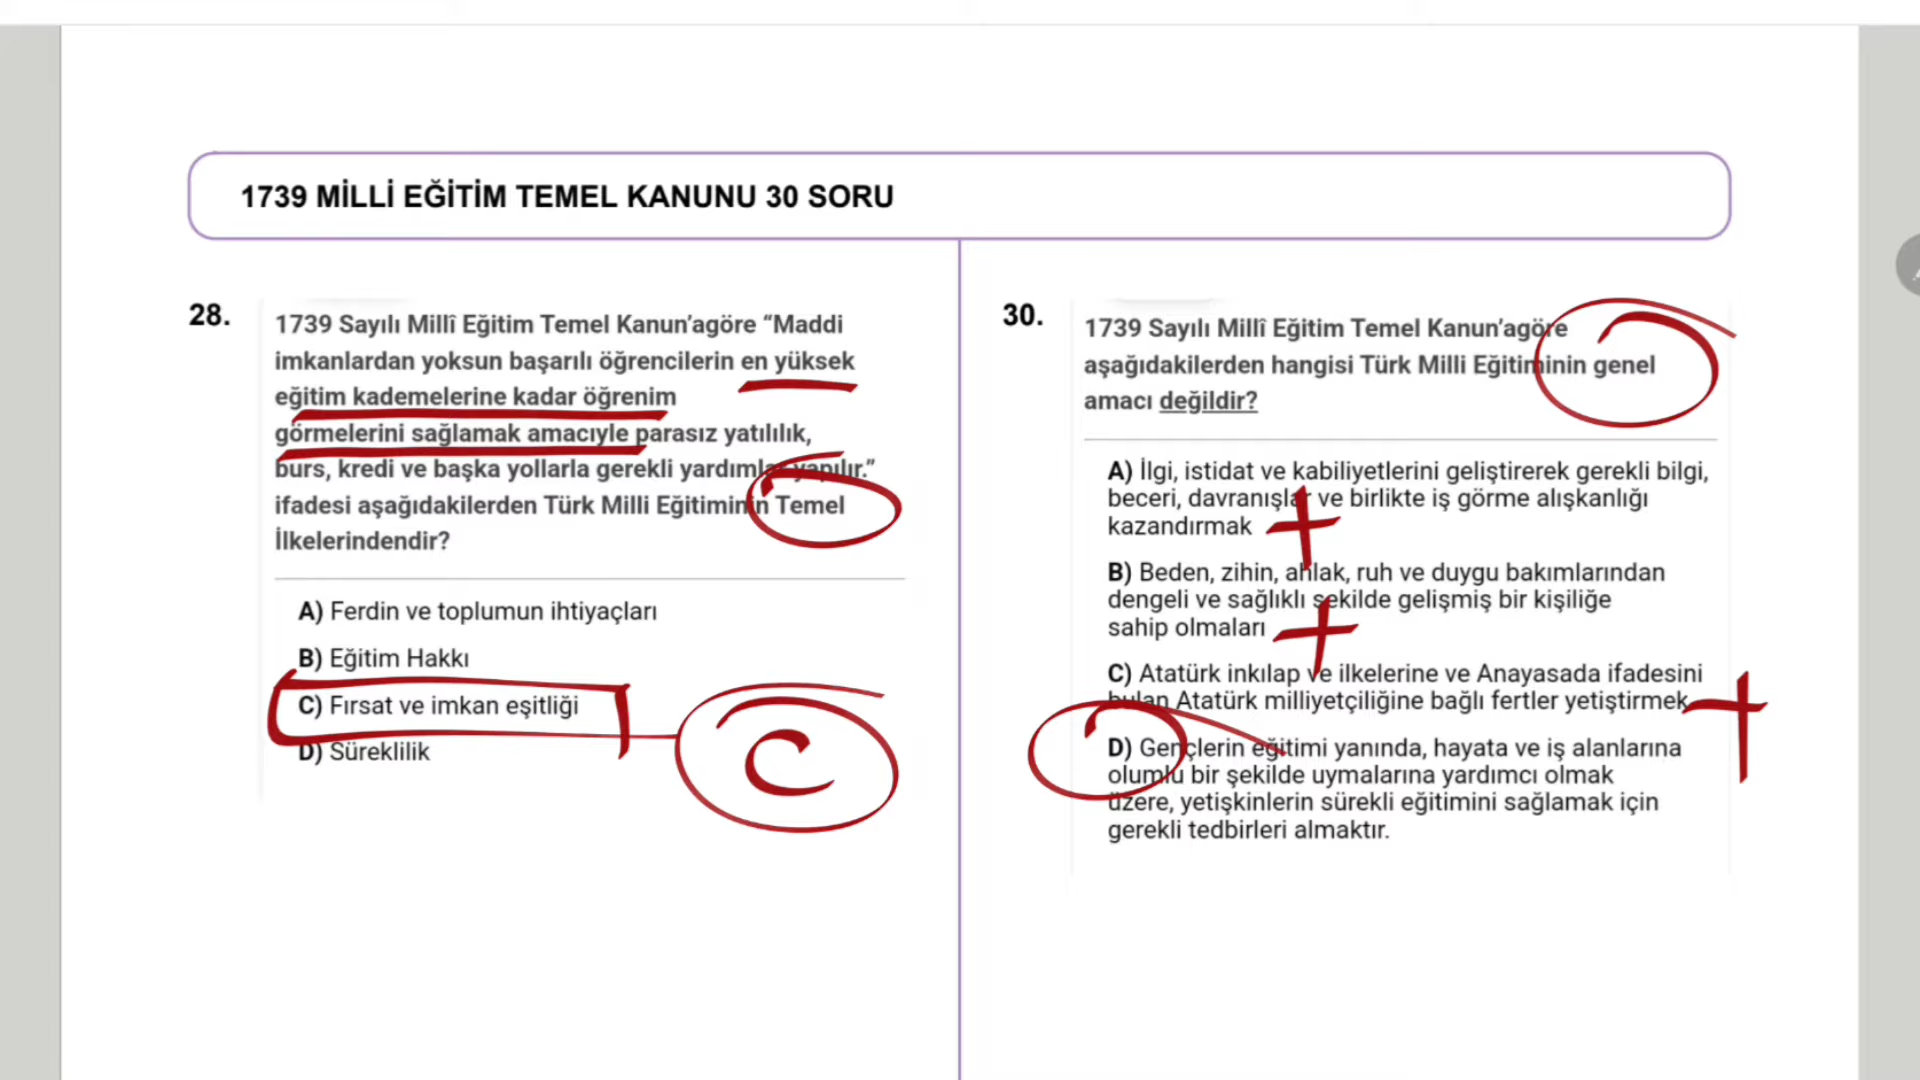 1739 MİLLİ EĞİTİM TEMEL KANUNU 30 SORU
28.
1739 Sayılı Millî Eğitim Temel Kanun’agöre “Maddi
imkanlardan yoksun başarılı öğrencilerin en yüksek
eğitim kademelerine kadar öğrenim
görmelerini sağlamak amacıyle parasız yatılılık,
burs, kredi ve başka yollarla gerekli yardımlar yapılır.”
ifadesi aşağıdakilerden Türk Milli Eğitiminin Temel
İlkelerindendir?
A) Ferdin ve toplumun ihtiyaçları
B) Eğitim Hakkı
C) Fırsat ve imkan eşitliği
D) Süreklilik
C
30.
1739 Sayılı Millî Eğitim Temel Kanun’agöre
aşağıdakilerden hangisi Türk Milli Eğitiminin genel
amacı değildir?
A) İlgi, istidat ve kabiliyetlerini geliştirerek gerekli bilgi,
beceri, davranışlar ve birlikte iş görme alışkanlığı
kazandırmak
B) Beden, zihin, ahlak, ruh ve duygu bakımlarından
dengeli ve sağlıklı şekilde gelişmiş bir kişiliğe
sahip olmaları
C) Atatürk inkılap ve ilkelerine ve Anayasada ifadesini
bulan Atatürk milliyetçiliğine bağlı fertler yetiştirmek
D) Gençlerin eğitimi yanında, hayata ve iş alanlarına
olumlu bir şekilde uymalarına yardımcı olmak
üzere, yetişkinlerin sürekli eğitimini sağlamak için
gerekli tedbirleri almaktır.